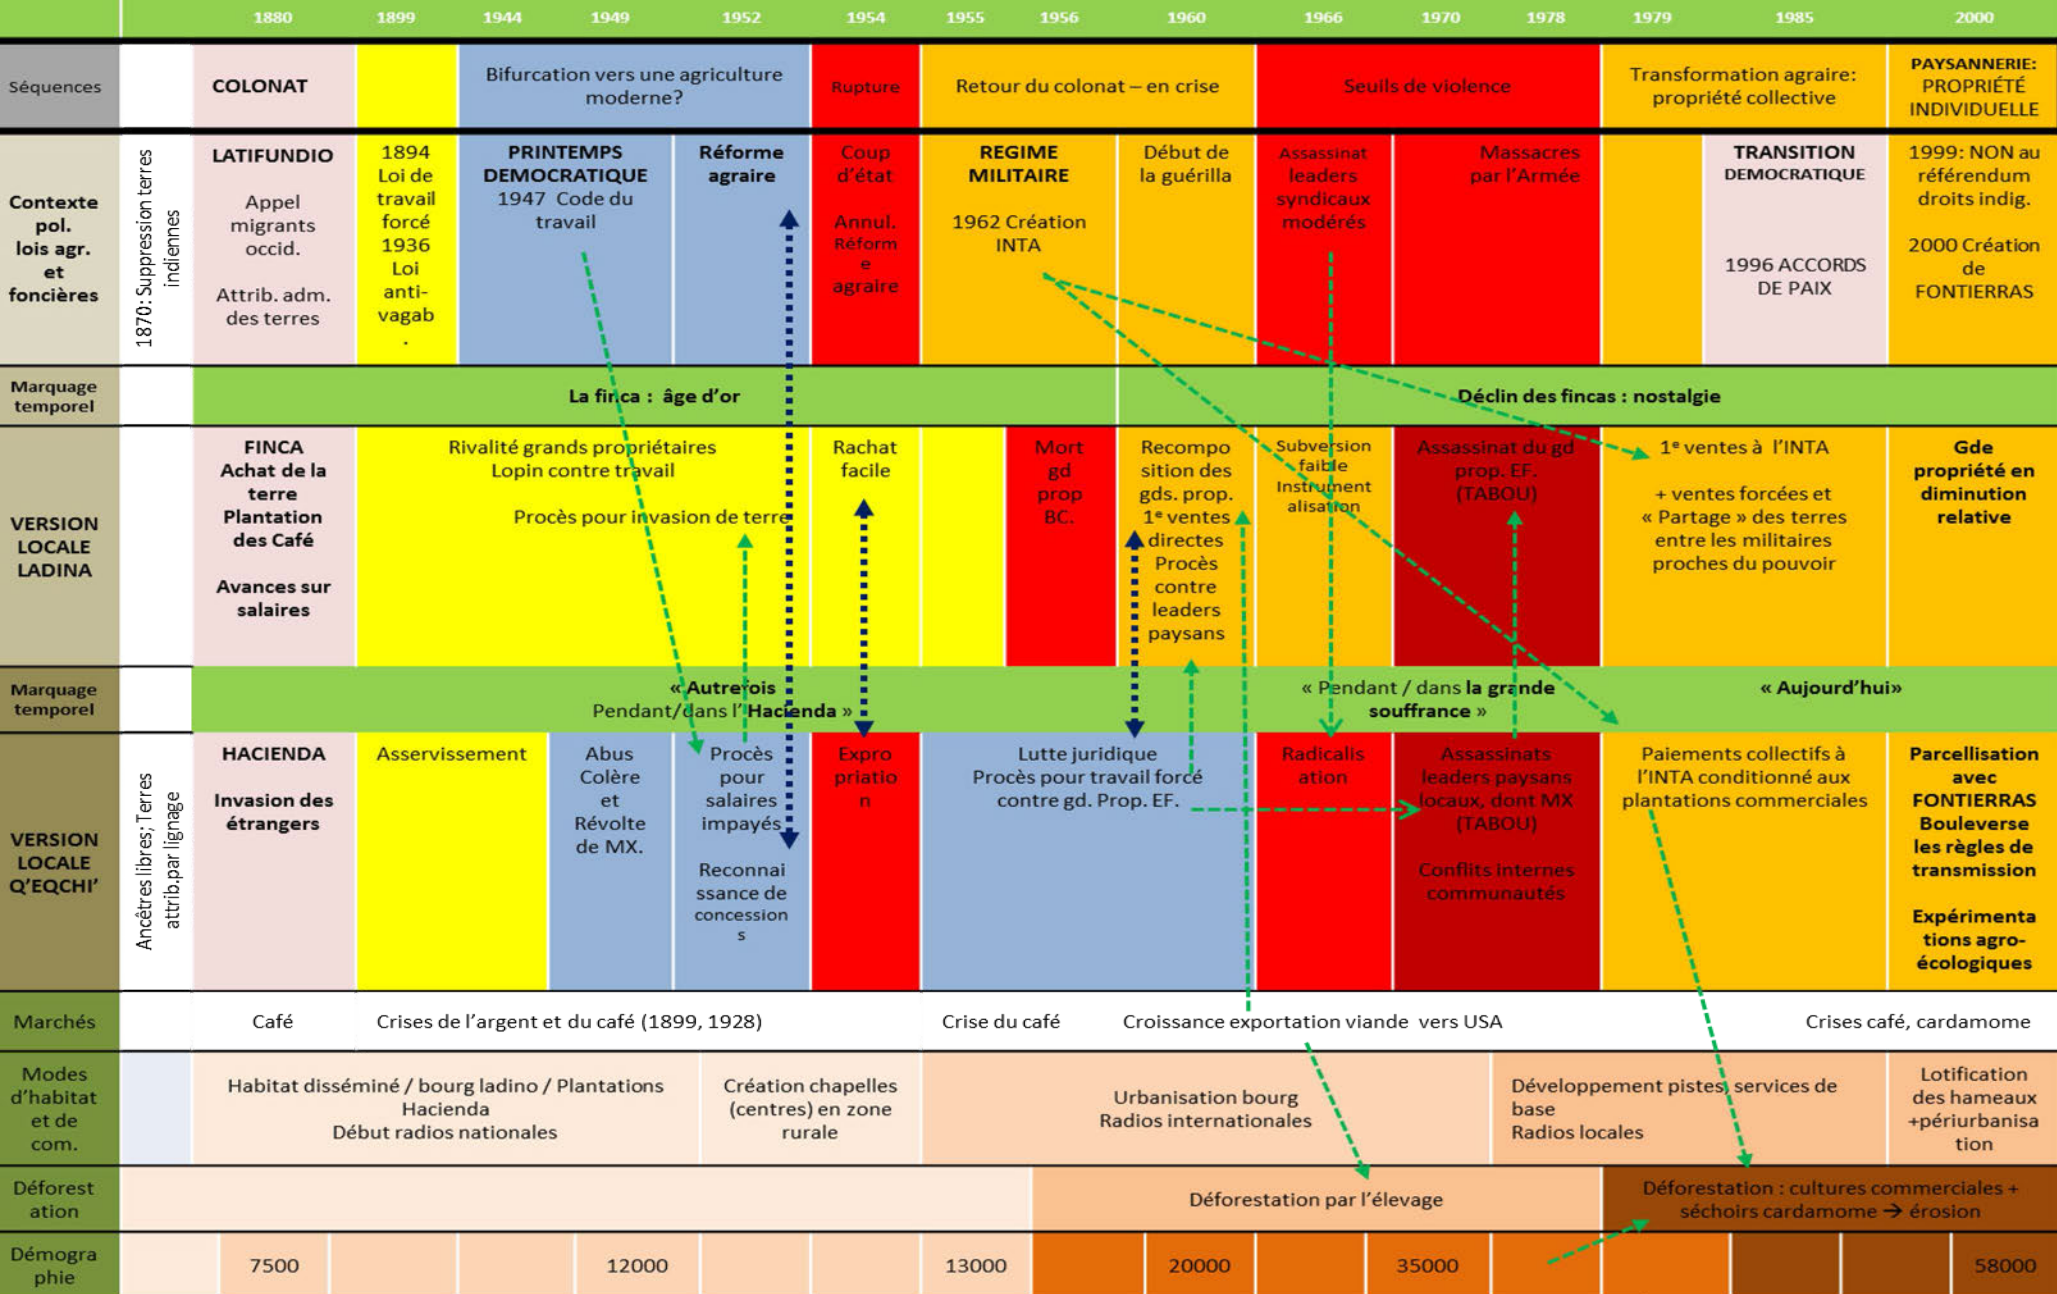 1880 1899 1944 1949 1952 1954 1955 1956 1960 1966 1970 1978 1979 1985 2000
Séquences
COLONAT
Bifurcation vers une agriculture
moderne?
Rupture
Retour du colonat – en crise
Seuils de violence
Transformation agraire:
propriété collective
PAYSANNERIE:
PROPRIÉTÉ
INDIVIDUELLE
Contexte
pol.
lois agr.
et
foncières
1870: Suppression terres
indiennes
LATIFUNDIO
Appel
migrants
occid.
Attrib. adm.
des terres
1894
Loi de
travail
forcé
1936
Loi
anti-
vagab
.
PRINTEMPS
DEMOCRATIQUE
1947 Code du
travail
Réforme
agraire
Coup
d’état
Annul.
Réform
e
agraire
REGIME
MILITAIRE
1962 Création
INTA
Début de
la guérilla
Assassinat
leaders
syndicaux
modérés
Massacres
par l’Armée
TRANSITION
DEMOCRATIQUE
1996 ACCORDS
DE PAIX
1999: NON au
référendum
droits indig.
2000 Création
de
FONTIERRAS
Marquage
temporel
La finca : âge d’or
Déclin des fincas : nostalgie
VERSION
LOCALE
LADINA
FINCA
Achat de la
terre
Plantation
des Café
Avances sur
salaires
Rivalité grands propriétaires
Lopin contre travail
Procès pour invasion de terre
Rachat
facile
Mort
gd
prop
BC.
Recompo
sition des
gds. prop.
1e ventes
directes
Procès
contre
leaders
paysans
Subversion
faible
Instrument
alisation
Assassinat du gd
prop. EF.
(TABOU)
1e ventes à l’INTA
+ ventes forcées et
« Partage » des terres
entre les militaires
proches du pouvoir
Gde
propriété en
diminution
relative
Marquage
temporel
« Autrefois
Pendant/dans l’ Hacienda »
« Pendant / dans la grande
souffrance »
« Aujourd’hui»
VERSION
LOCALE
Q’EQCHI’
Ancêtres libres; Terres
attrib.par lignage
HACIENDA
Invasion des
étrangers
Asservissement
Abus
Colère
et
Révolte
de MX.
Procès
pour
salaires
impayés
Reconnai
ssance de
concession
s
Expro
priatio
n
Lutte juridique
Procès pour travail forcé
contre gd. Prop. EF.
Radicalis
ation
Assassinats
leaders paysans
locaux, dont MX
(TABOU)
Conflits internes
communautés
Paiements collectifs à
l’INTA conditionné aux
plantations commerciales
Parcellisation
avec
FONTIERRAS
Bouleverse
les règles de
transmission
Expérimenta
tions agro-
écologiques
Marchés
Café
Crises de l’argent et du café (1899, 1928)
Crise du café
Croissance exportation viande vers USA
Crises café, cardamome
Modes
d’habitat
et de
com.
Habitat disséminé / bourg ladino / Plantations
Hacienda
Début radios nationales
Création chapelles
(centres) en zone
rurale
Urbanisation bourg
Radios internationales
Développement pistes, services de
base
Radios locales
Lotification
des hameaux
+périurbanisa
tion
Déforest
ation
Déforestation par l’élevage
Déforestation : cultures commerciales +
séchoirs cardamome → érosion
Démogra
phie
7500 12000 13000 20000 35000 58000